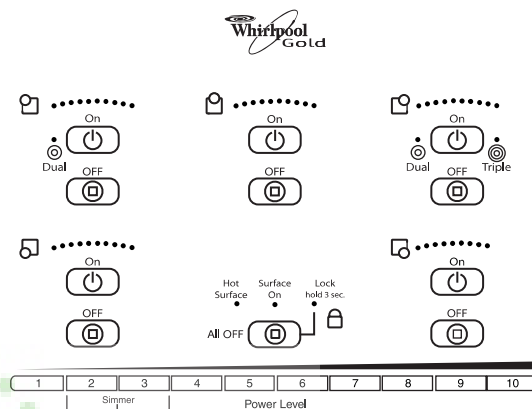 Whirlpool
Gold
On
On
On
Dual
Dual
Triple
OFF
OFF
OFF
On
On
Hot Surface
Surface On
Lock
hold 3 sec.
OFF
OFF
All OFF
1 2 3 4 5 6 7 8 9 10
Simmer
Power Level